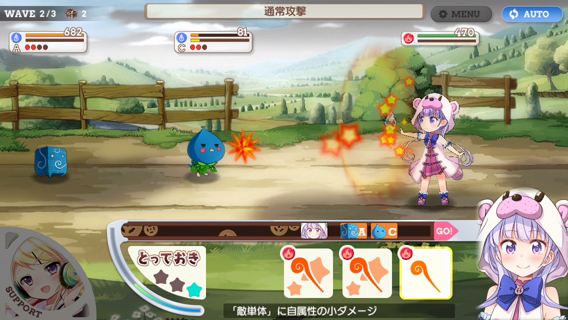 WAVE 2/3 2
通常攻撃
MENU
AUTO
682
A
81
C
470
A C GO!
とっておき
SUPPORT
「敵単体」に自属性の小ダメージ